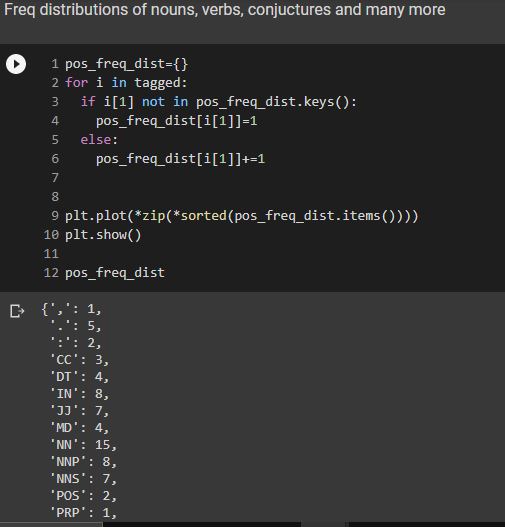 Freq distributions of nouns, verbs, conjuctures and many more
1 pos_freq_dist={}
2 for i in tagged:
3   if i[1] not in pos_freq_dist.keys():
4     pos_freq_dist[i[1]]=1
5   else:
6     pos_freq_dist[i[1]]+=1
7
8
9 plt.plot(*zip(*sorted(pos_freq_dist.items())))
10 plt.show()
11
12 pos_freq_dist
{',': 1,
'.': 5,
':': 2,
'CC': 3,
'DT': 4,
'IN': 8,
'JJ': 7,
'MD': 4,
'NN': 15,
'NNP': 8,
'NNS': 7,
'POS': 2,
'PRP': 1,